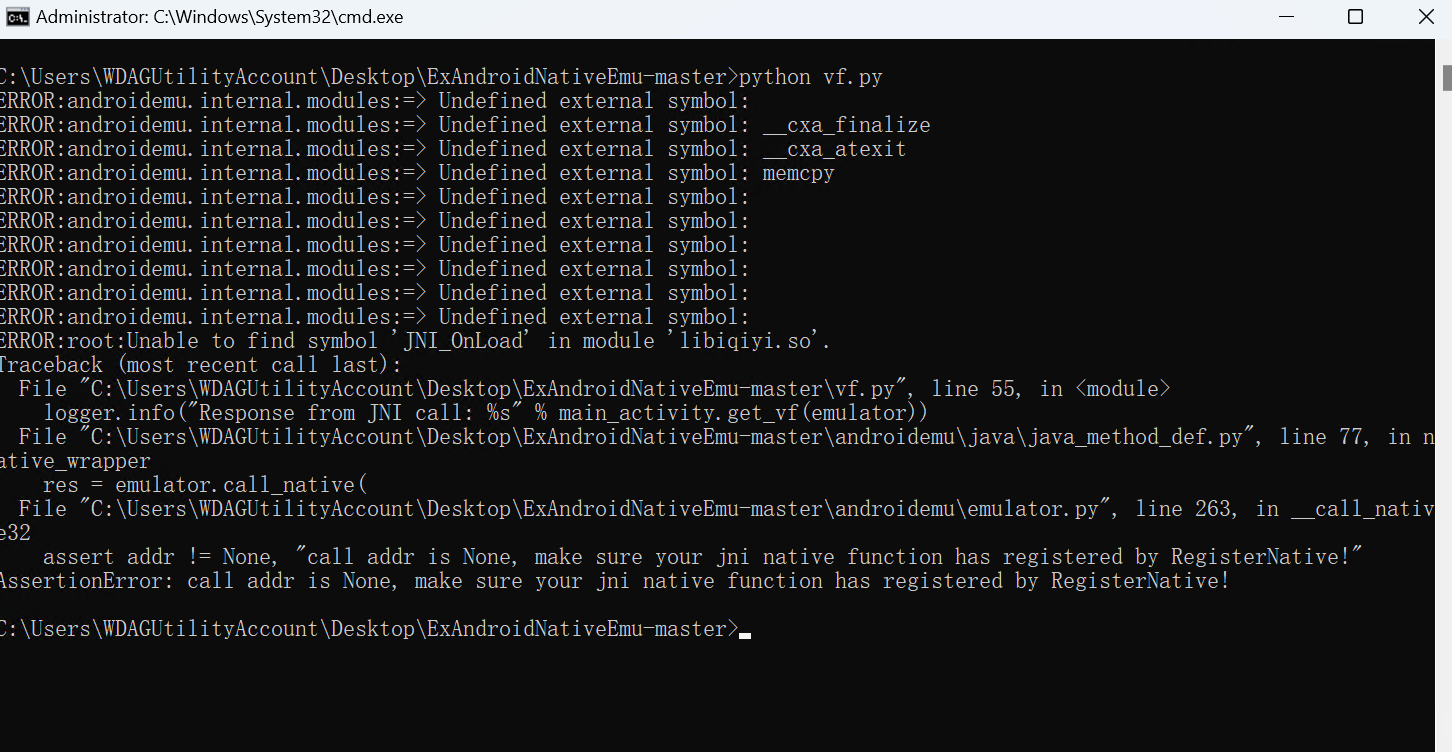 Administrator: C:\Windows\System32\cmd.exe
C:\Users\WDAGUtilityAccount\Desktop\ExAndroidNativeEmu-master>python vf.py
ERROR:androidemu.internal.modules:=> Undefined external symbol:
ERROR:androidemu.internal.modules:=> Undefined external symbol: __cxa_finalize
ERROR:androidemu.internal.modules:=> Undefined external symbol: __cxa_atexit
ERROR:androidemu.internal.modules:=> Undefined external symbol: memcpy
ERROR:androidemu.internal.modules:=> Undefined external symbol:
ERROR:androidemu.internal.modules:=> Undefined external symbol:
ERROR:androidemu.internal.modules:=> Undefined external symbol:
ERROR:androidemu.internal.modules:=> Undefined external symbol:
ERROR:androidemu.internal.modules:=> Undefined external symbol:
ERROR:androidemu.internal.modules:=> Undefined external symbol:
ERROR:root:Unable to find symbol 'JNI_OnLoad' in module 'libiqiyi.so'.
Traceback (most recent call last):
  File "C:\Users\WDAGUtilityAccount\Desktop\ExAndroidNativeEmu-master\vf.py", line 55, in <module>
    logger.info("Response from JNI call: %s" % main_activity.get_vf(emulator))
  File "C:\Users\WDAGUtilityAccount\Desktop\ExAndroidNativeEmu-master\androidemu\java\java_method_def.py", line 77, in n
ative_wrapper
    res = emulator.call_native(
  File "C:\Users\WDAGUtilityAccount\Desktop\ExAndroidNativeEmu-master\androidemu\emulator.py", line 263, in __call_nativ
e32
    assert addr != None, "call addr is None, make sure your jni native function has registered by RegisterNative!"
AssertionError: call addr is None, make sure your jni native function has registered by RegisterNative!
C:\Users\WDAGUtilityAccount\Desktop\ExAndroidNativeEmu-master>